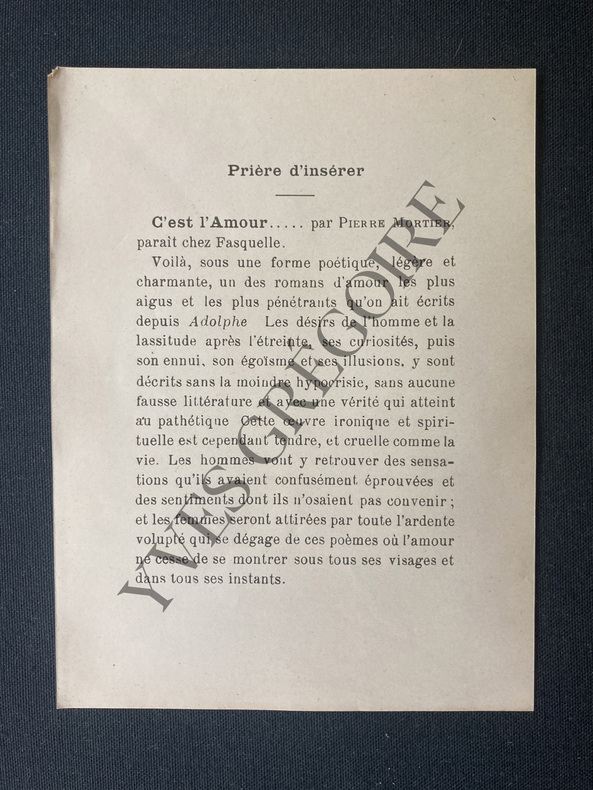 Prière d'insérer
C'est l'Amour..... par PIERRE MORTIER,
paraît chez Fasquelle.
Voilà, sous une forme poétique, légère et
charmante, un des romans d'amour les plus
aigus et les plus pénétrants qu'on ait écrits
depuis Adolphe Les désirs de l'homme et la
lassitude après l'étreinte, ses curiosités, puis
son ennui, son égoïsme et ses illusions, y sont
décrits sans la moindre hypocrisie, sans aucune
fausse littérature et avec une vérité qui atteint
au pathétique Cette œuvre ironique et spiri-
tuelle est cependant tendre, et cruelle comme la
vie. Les hommes vont y retrouver des sensa-
tions qu'ils avaient confusément éprouvées et
des sentiments dont ils n'osaient pas convenir ;
et les femmes seront attirées par toute l'ardente
volupté qui se dégage de ces poèmes où l'amour
ne cesse de se montrer sous tous ses visages et
dans tous ses instants.
YVES GRÉGOIRE